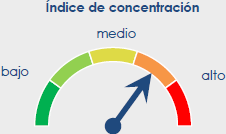 Índice de concentración
medio
bajo
alto